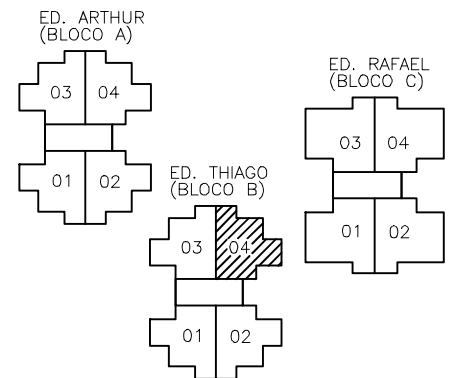 ED. ARTHUR
(BLOCO A)
03 04
01 02
ED. THIAGO
(BLOCO B)
03 04
01 02
ED. RAFAEL
(BLOCO C)
03 04
01 02